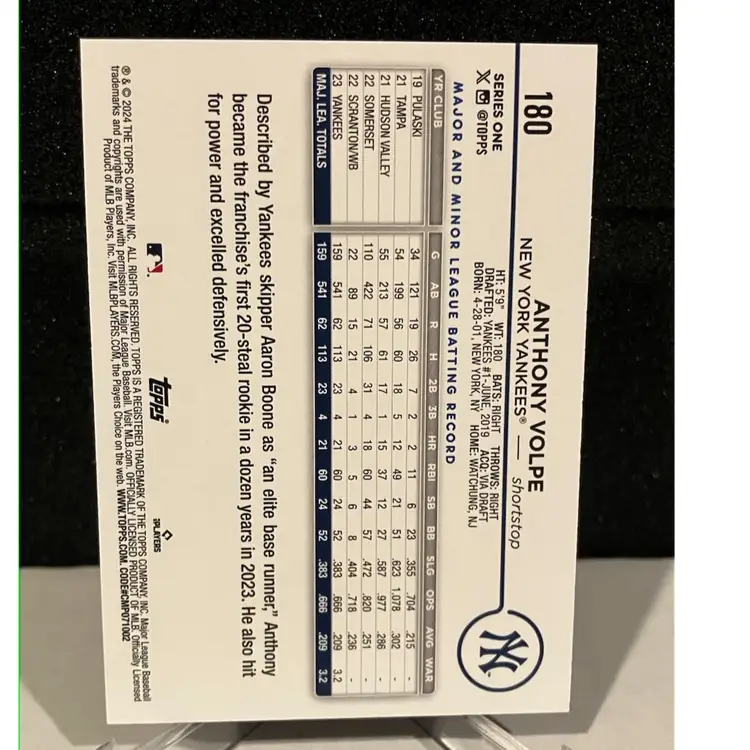 180
ANTHONY VOLPE
NEW YORK YANKEES® — shortstop
SERIES ONE
X @TOPPS
HT: 5'9" WT: 180 BATS: RIGHT THROWS: RIGHT
DRAFTED: YANKEES #1-JUNE, 2019 ACQ: VIA DRAFT
BORN: 4-28-01, NEW YORK, NY HOME: WATCHUNG, NJ
MAJOR AND MINOR LEAGUE BATTING RECORD
YR CLUB G AB R H 2B 3B HR RBI SB BB SLG OPS AVG WAR
19 PULASKI 34 121 19 26 7 2 2 11 6 23 .355 .704 .215 -
21 TAMPA 54 199 56 60 18 5 12 49 21 51 .623 1.078 .302 -
21 HUDSON VALLEY 55 213 57 61 17 1 15 37 12 27 .587 .977 .286 -
22 SOMERSET 110 422 71 106 31 4 18 60 44 57 .472 .820 .251 -
22 SCRANTON/WB 22 89 15 21 4 1 3 5 6 8 .404 .718 .236 -
23 YANKEES 159 541 62 113 23 4 21 60 24 52 .383 .666 .209 3.2
MAJ. LEA. TOTALS 159 541 62 113 23 4 21 60 24 52 .383 .666 .209 3.2
Described by Yankees skipper Aaron Boone as “an elite base runner,” Anthony
became the franchise's first 20-steal rookie in a dozen years in 2023. He also hit
for power and excelled defensively.
topps®
PLAYERS
® & © 2024 THE TOPPS COMPANY, INC. ALL RIGHTS RESERVED. TOPPS IS A REGISTERED TRADEMARK OF THE TOPPS COMPANY, INC. Major League Baseball
trademarks and copyrights are used with permission of Major League Baseball. Visit MLB.com. OFFICIALLY LICENSED PRODUCT OF MLB. Officially Licensed
Product of MLB Players, Inc. Visit MLBPLAYERS.COM, the Players Choice on the web. WWW.TOPPS.COM. CODE#CMP071002